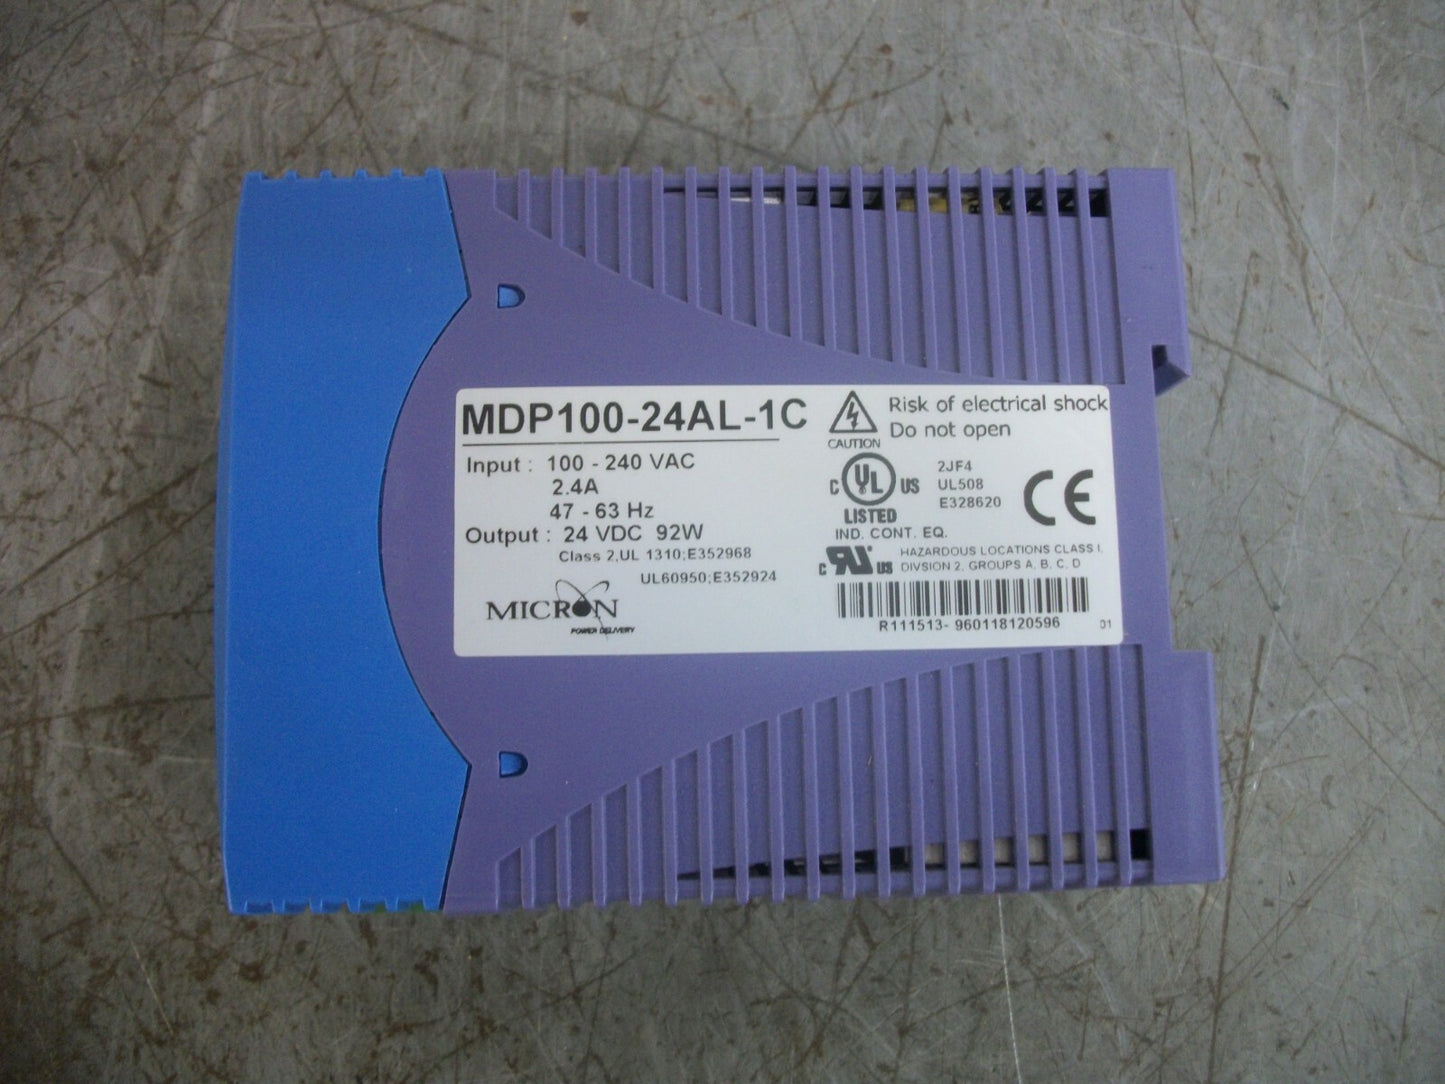 MDP100-24AL-1C
Input : 100 - 240 VAC
2.4A
47 - 63 Hz
Output : 24 VDC 92W
Class 2,UL 1310;E352968
UL60950;E352924
MICRON
POWER DELIVERY
CAUTION
Risk of electrical shock
Do not open
C UL US
LISTED
2JF4
UL508
E328620
CE
IND. CONT. EQ.
c RU US
HAZARDOUS LOCATIONS CLASS I,
DIVSION 2, GROUPS A, B, C, D
R111513- 960118120596
01